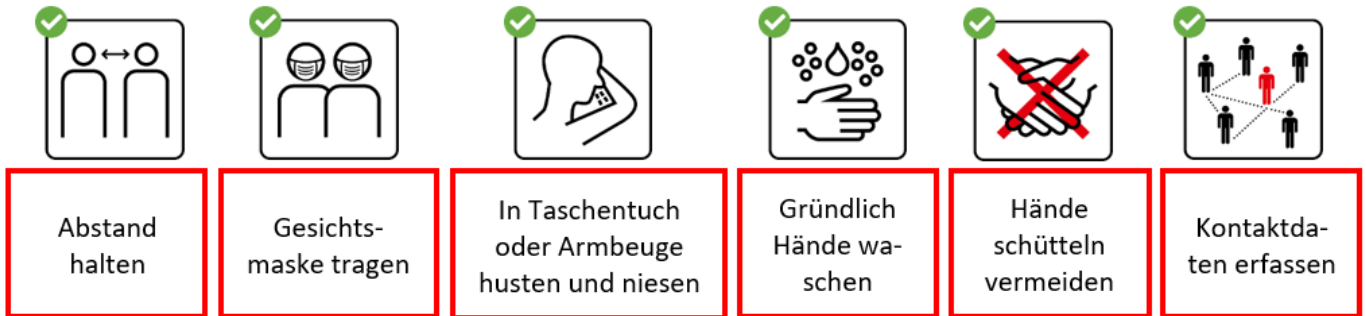 Abstand
halten
Gesichts-
maske tragen
In Taschentuch
oder Armbeuge
husten und niesen
Gründlich
Hände wa-
schen
Hände
schütteln
vermeiden
Kontaktda-
ten erfassen